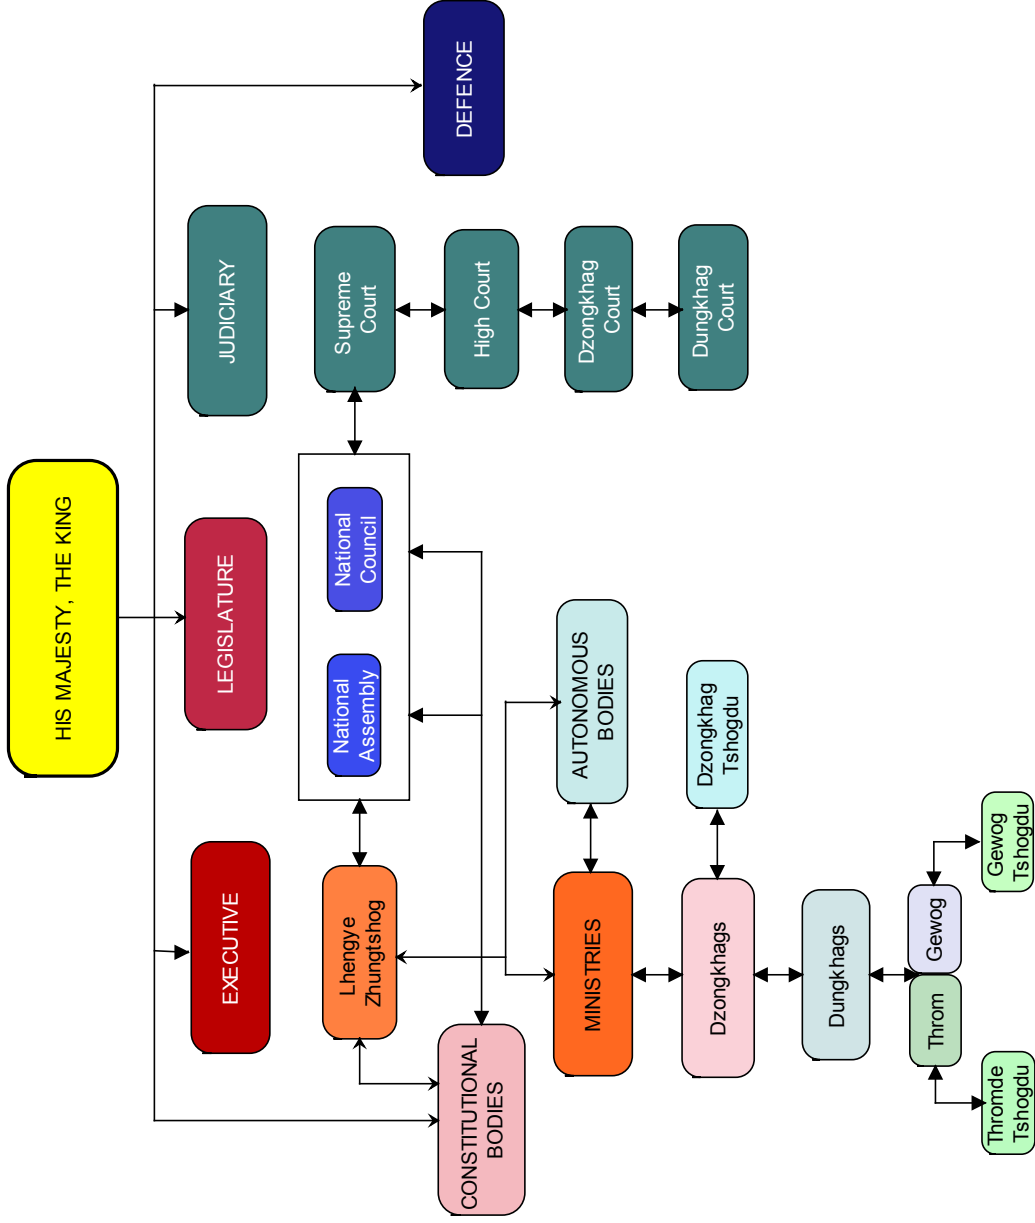 HIS MAJESTY, THE KING
EXECUTIVE
LEGISLATURE
JUDICIARY
DEFENCE
Lhengye
Zhungtshog
National
Assembly
National
Council
Supreme
Court
CONSTITUTIONAL
BODIES
High Court
MINISTRIES
AUTONOMOUS
BODIES
Dzongkhag
Court
Dzongkhags
Dzongkhag
Tshogdu
Dungkhag
Court
Dungkhags
Throm
Gewog
Thromde
Tshogdu
Gewog
Tshogdu